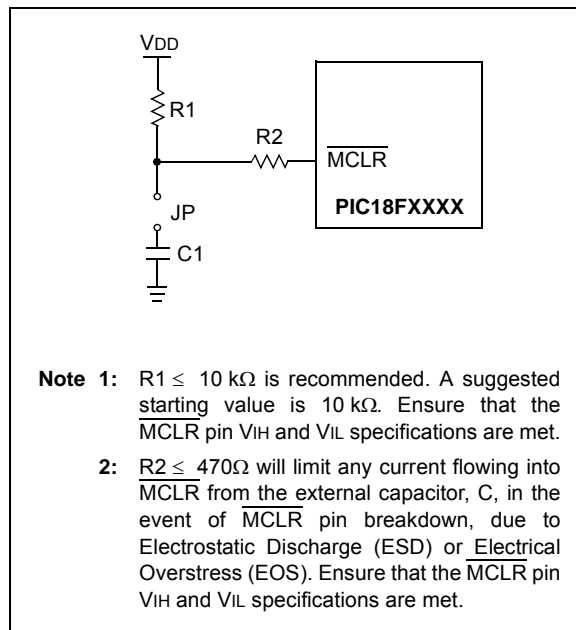 VDD
R1
R2
MCLR
PIC18FXXXX
JP
C1
Note 1: R1 ≤ 10 kΩ is recommended. A suggested
starting value is 10 kΩ. Ensure that the
MCLR pin VIH and VIL specifications are met.
2: R2 ≤ 470Ω will limit any current flowing into
MCLR from the external capacitor, C, in the
event of MCLR pin breakdown, due to
Electrostatic Discharge (ESD) or Electrical
Overstress (EOS). Ensure that the MCLR pin
VIH and VIL specifications are met.